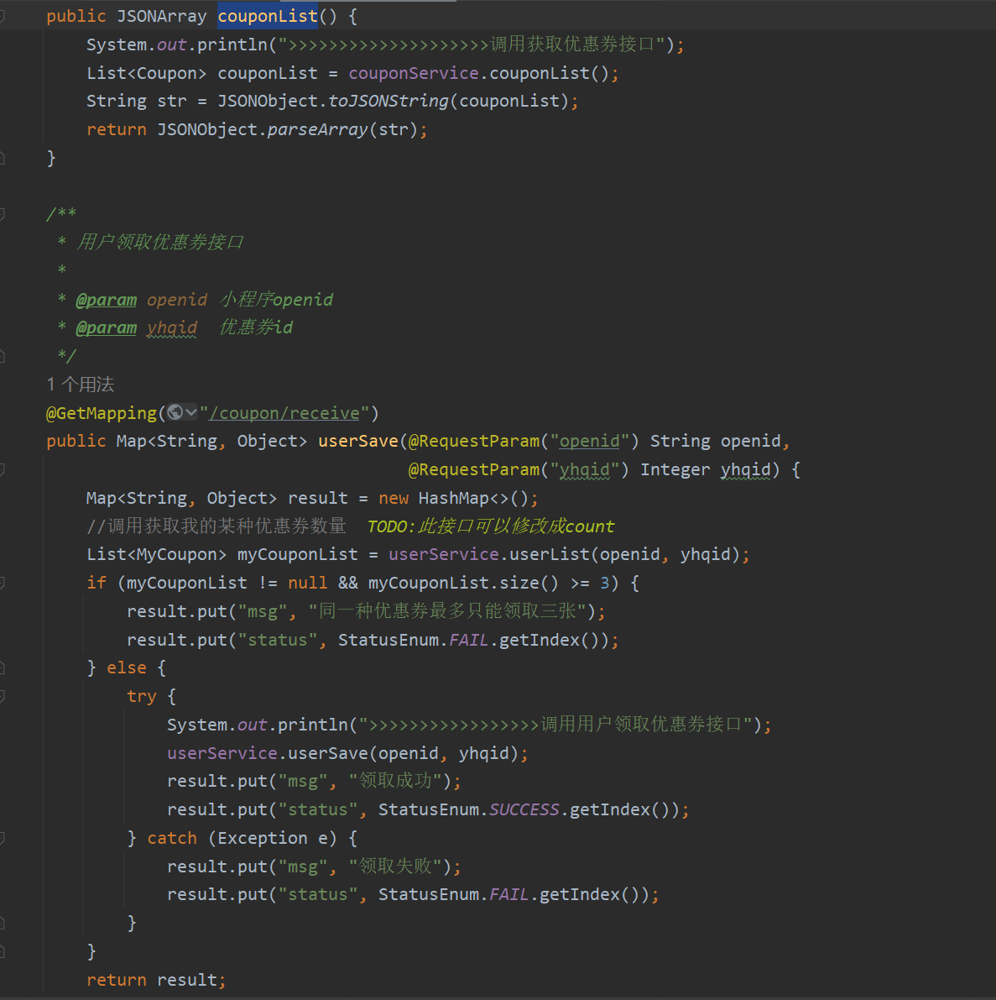 public JSONArray couponList() {
System.out.println(">>>>>>>>>>>>>>>>>>>>调用获取优惠券接口");
List<Coupon> couponList = couponService.couponList();
String str = JSONObject.toJSONString(couponList);
return JSONObject.parseArray(str);
}
/**
* 用户领取优惠券接口
*
* @param openid 小程序openid
* @param yhqid  优惠券id
*/
1 个用法
@GetMapping("/coupon/receive")
public Map<String, Object> userSave(@RequestParam("openid") String openid,
@RequestParam("yhqid") Integer yhqid) {
Map<String, Object> result = new HashMap<>();
//调用获取我的某种优惠券数量  TODO:此接口可以修改成count
List<MyCoupon> myCouponList = userService.userList(openid, yhqid);
if (myCouponList != null && myCouponList.size() >= 3) {
result.put("msg", "同一种优惠券最多只能领取三张");
result.put("status", StatusEnum.FAIL.getIndex());
} else {
try {
System.out.println(">>>>>>>>>>>>>>>>>调用用户领取优惠券接口");
userService.userSave(openid, yhqid);
result.put("msg", "领取成功");
result.put("status", StatusEnum.SUCCESS.getIndex());
} catch (Exception e) {
result.put("msg", "领取失败");
result.put("status", StatusEnum.FAIL.getIndex());
}
}
return result;